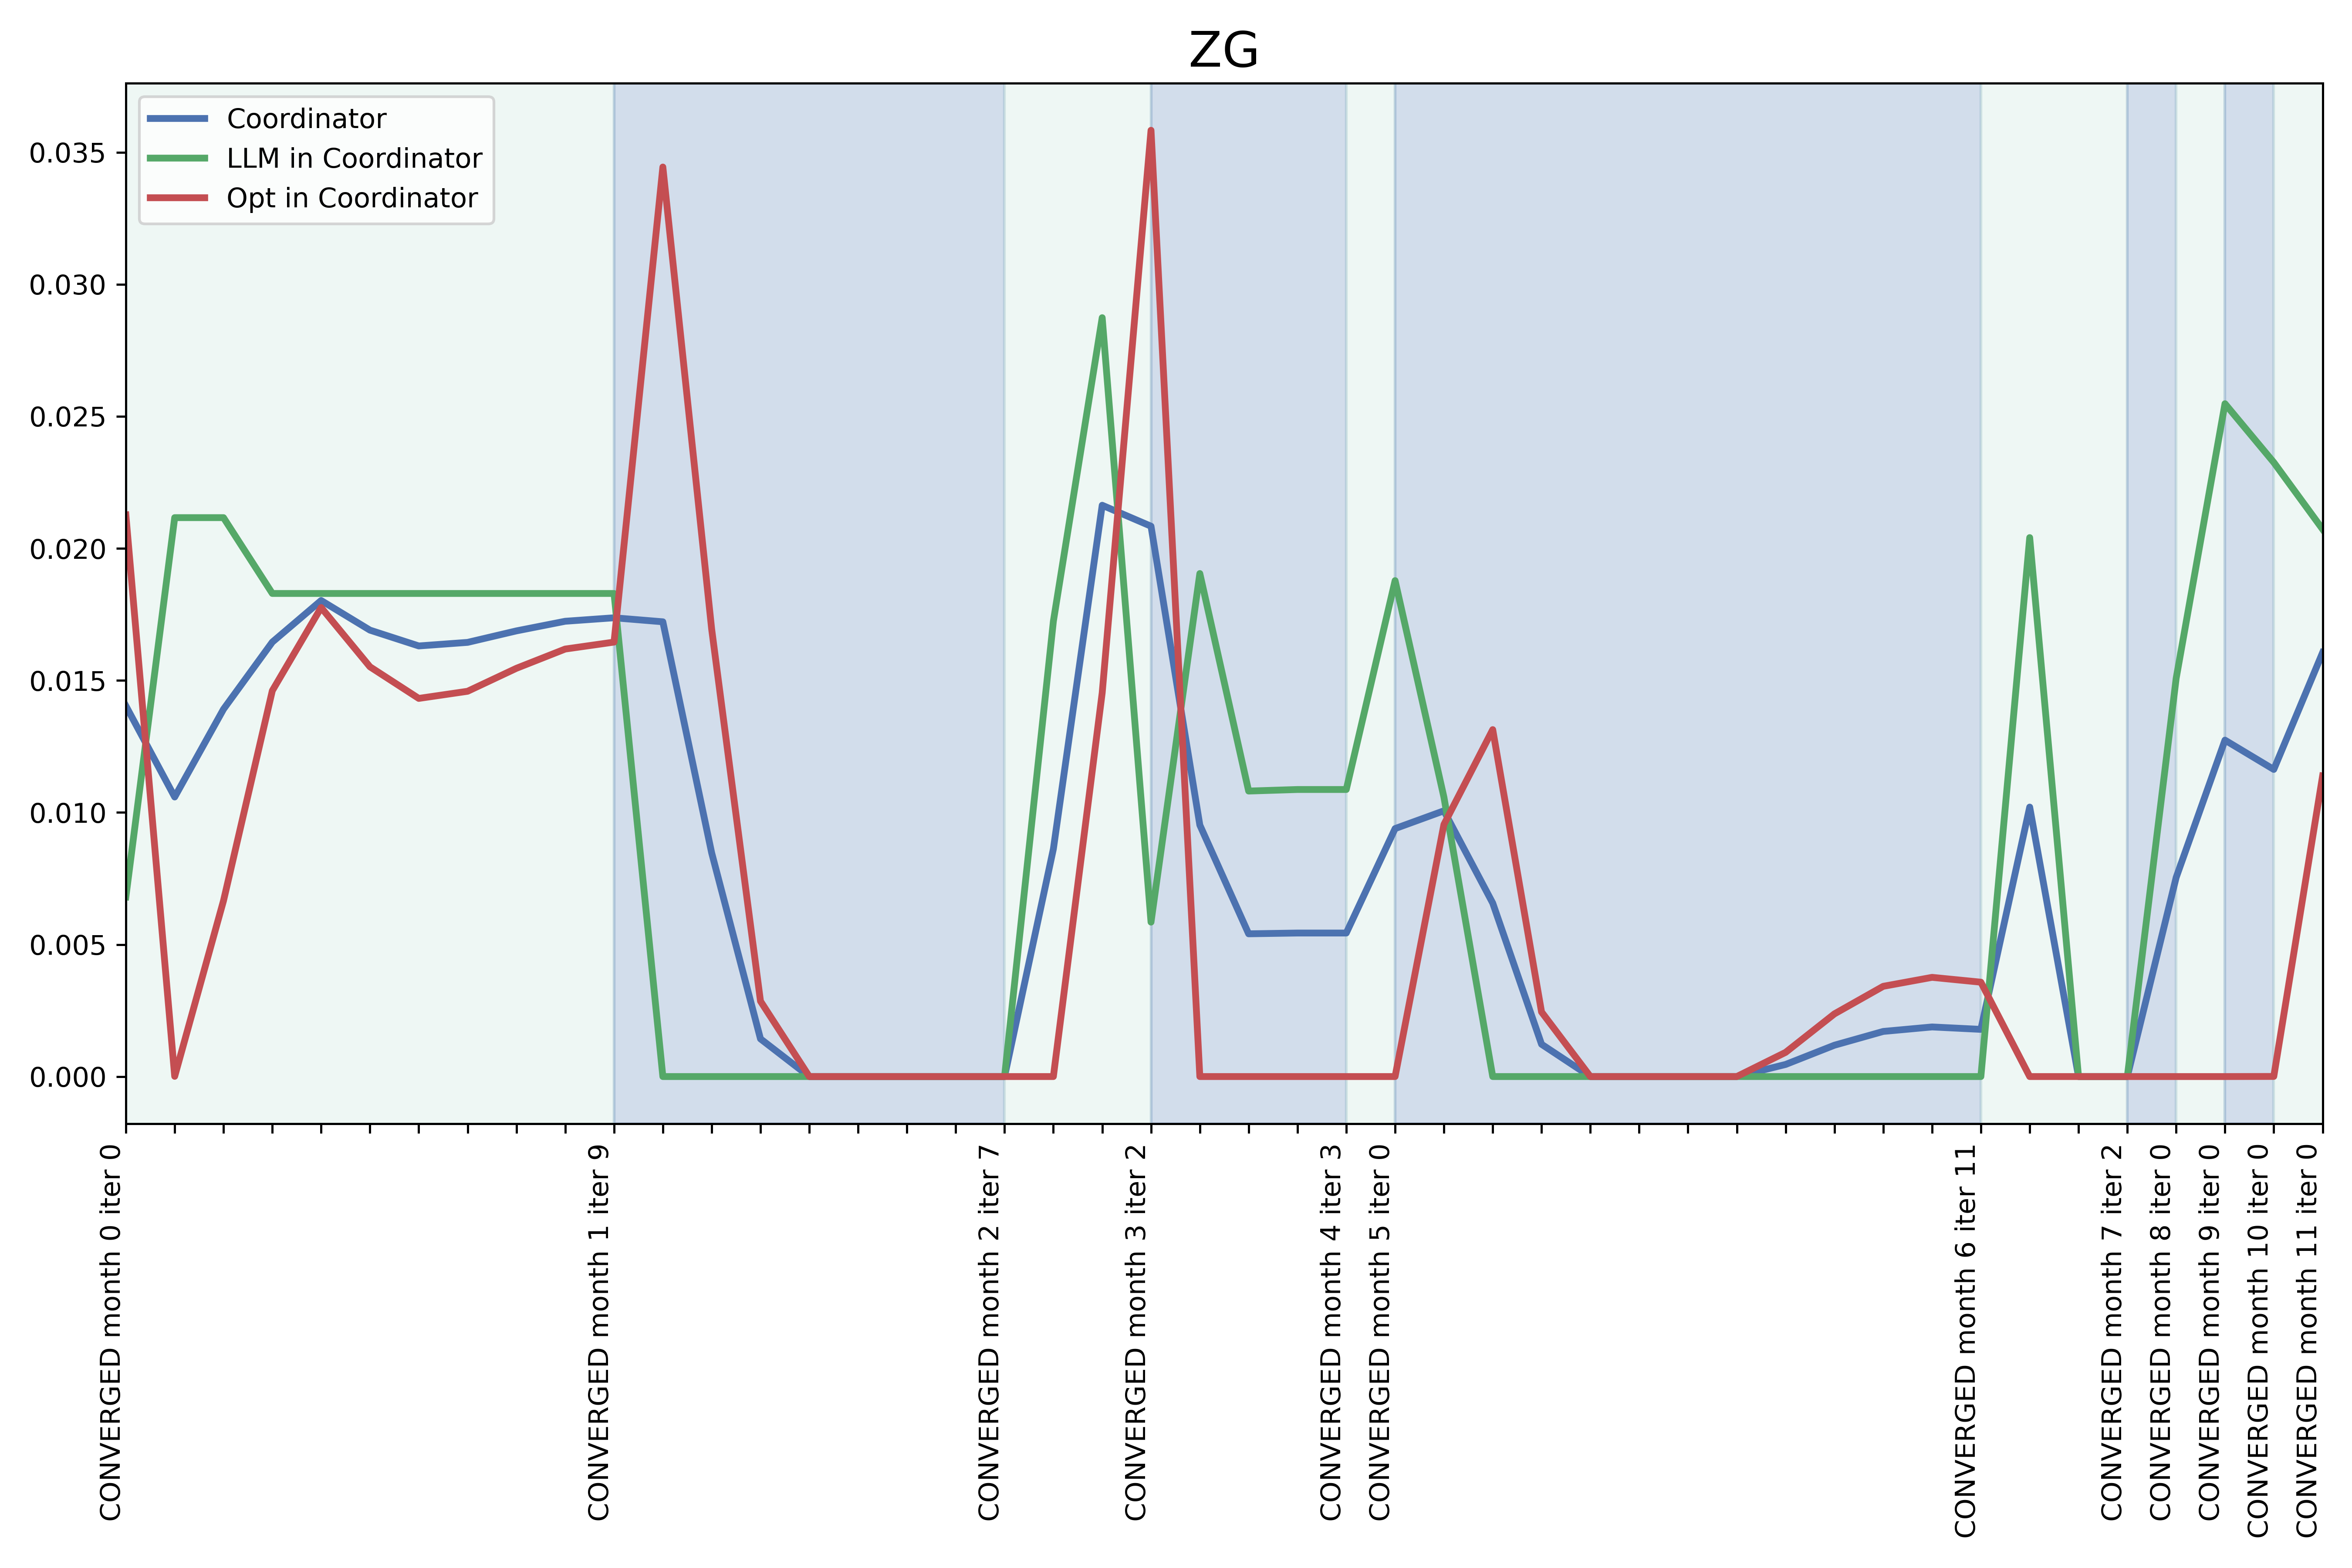 ZG
Coordinator
LLM in Coordinator
Opt in Coordinator
0.035
0.030
0.025
0.020
0.015
0.010
0.005
0.000
CONVERGED month 0 iter 0
CONVERGED month 1 iter 9
CONVERGED month 2 iter 7
CONVERGED month 3 iter 2
CONVERGED month 4 iter 3
CONVERGED month 5 iter 0
CONVERGED month 6 iter 11
CONVERGED month 7 iter 2
CONVERGED month 8 iter 0
CONVERGED month 9 iter 0
CONVERGED month 10 iter 0
CONVERGED month 11 iter 0